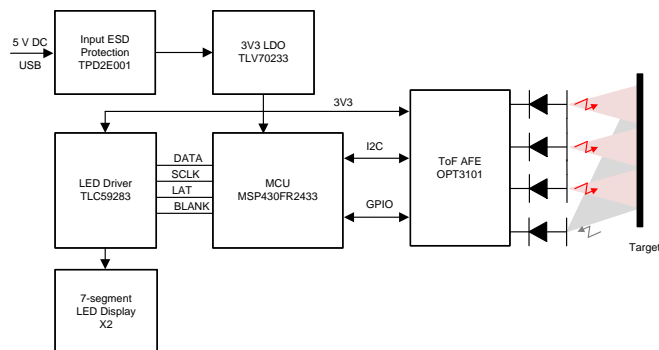 5 V DC
USB
Input ESD
Protection
TPD2E001
3V3 LDO
TLV70233
3V3
LED Driver
TLC59283
DATA
SCLK
LAT
BLANK
MCU
MSP430FR2433
I2C
GPIO
ToF AFE
OPT3101
Target
7-segment
LED Display
X2